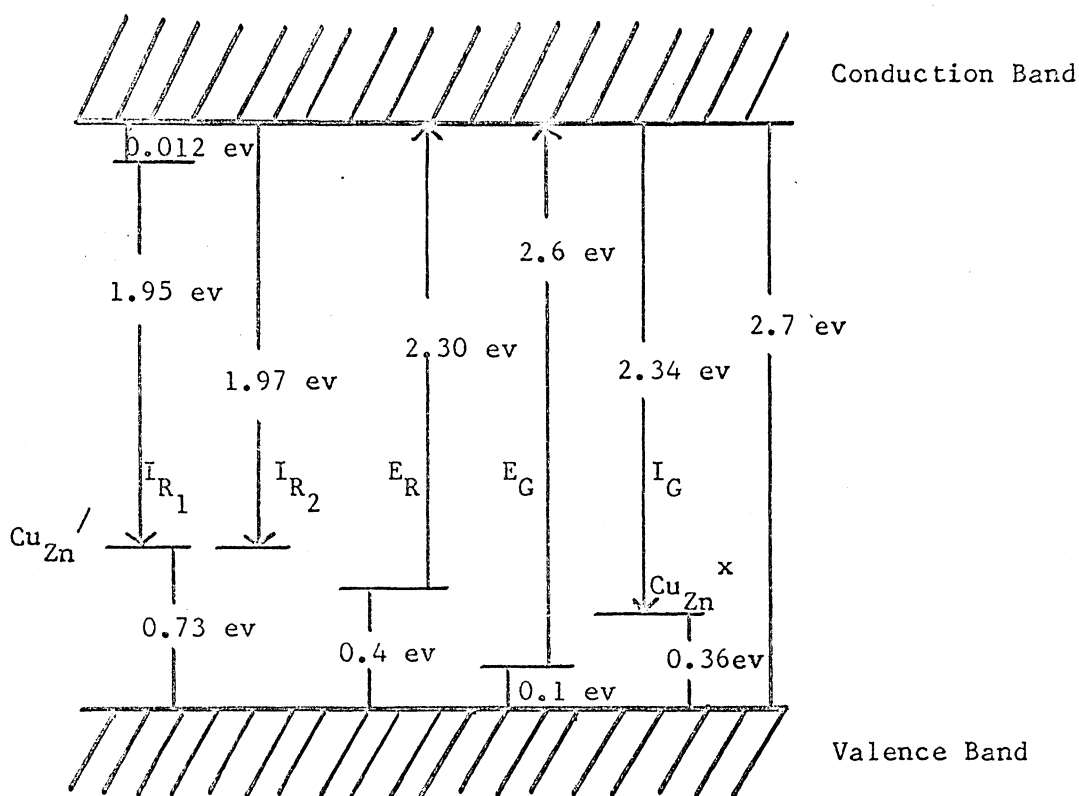 Conduction Band
0.012 ev
2.6 ev
1.95 ev
2.7 ev
2.30 ev
2.34 ev
1.97 ev
I_R1
I_R2
E_R
E_G
I_G
Cu_Zn′
Cu_Zn^x
0.73 ev
0.4 ev
0.36ev
0.1 ev
Valence Band